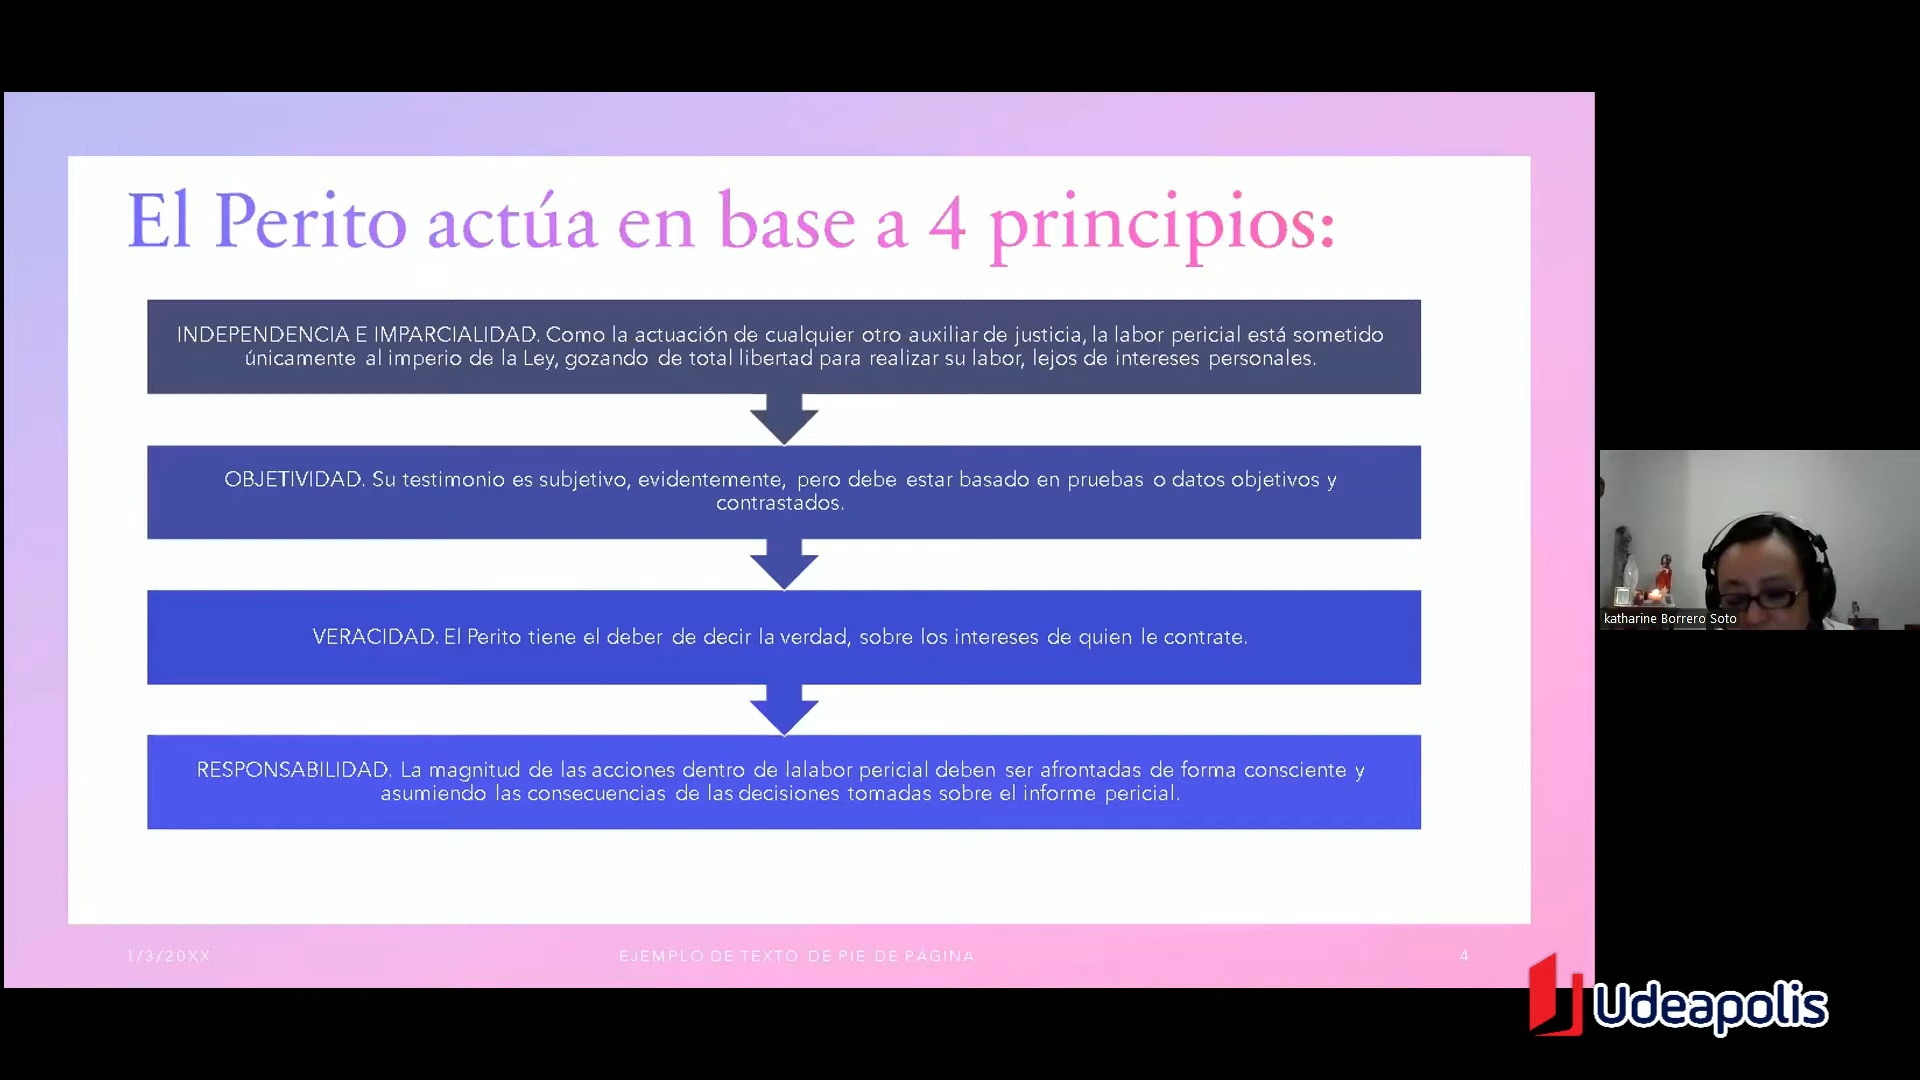 El Perito actúa en base a 4 principios:
INDEPENDENCIA E IMPARCIALIDAD. Como la actuación de cualquier otro auxiliar de justicia, la labor pericial está sometido
únicamente al imperio de la Ley, gozando de total libertad para realizar su labor, lejos de intereses personales.
OBJETIVIDAD. Su testimonio es subjetivo, evidentemente, pero debe estar basado en pruebas o datos objetivos y
contrastados.
VERACIDAD. El Perito tiene el deber de decir la verdad, sobre los intereses de quien le contrate.
RESPONSABILIDAD. La magnitud de las acciones dentro de lalabor pericial deben ser afrontadas de forma consciente y
asumiendo las consecuencias de las decisiones tomadas sobre el informe pericial.
katharine Borrero Soto
1/3/20XX
EJEMPLO DE TEXTO DE PIE DE PÁGINA
4
Udeapolis